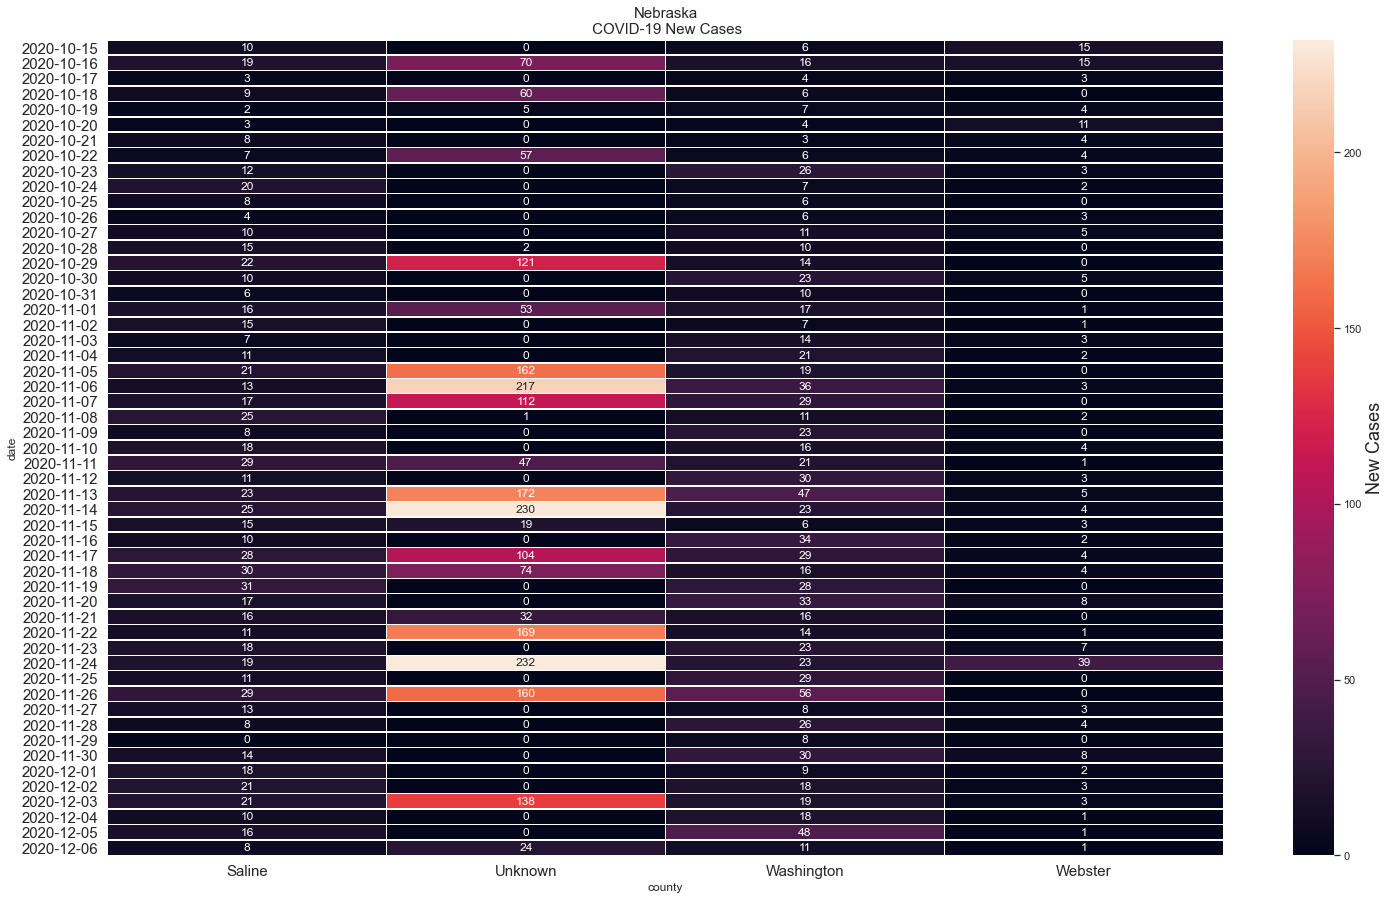 Nebraska
COVID-19 New Cases
2020-10-15 10 0 6 15
2020-10-16 19 70 16 15
2020-10-17 3 0 4 3
2020-10-18 9 60 6 0
2020-10-19 2 5 7 4
2020-10-20 3 0 4 11
2020-10-21 8 0 3 4
2020-10-22 7 57 6 4
2020-10-23 12 0 26 3
2020-10-24 20 0 7 2
2020-10-25 8 0 6 0
2020-10-26 4 0 6 3
2020-10-27 10 0 11 5
2020-10-28 15 2 10 0
2020-10-29 22 121 14 0
2020-10-30 10 0 23 5
2020-10-31 6 0 10 0
2020-11-01 16 53 17 1
2020-11-02 15 0 7 1
2020-11-03 7 0 14 3
2020-11-04 11 0 21 2
2020-11-05 21 162 19 0
2020-11-06 13 217 36 3
2020-11-07 17 112 29 0
2020-11-08 25 1 11 2
2020-11-09 8 0 23 0
2020-11-10 18 0 16 4
2020-11-11 29 47 21 1
2020-11-12 11 0 30 3
2020-11-13 23 172 47 5
2020-11-14 25 230 23 4
2020-11-15 15 19 6 3
2020-11-16 10 0 34 2
2020-11-17 28 104 29 4
2020-11-18 30 74 16 4
2020-11-19 31 0 28 0
2020-11-20 17 0 33 8
2020-11-21 16 32 16 0
2020-11-22 11 169 14 1
2020-11-23 18 0 23 7
2020-11-24 19 232 23 39
2020-11-25 11 0 29 0
2020-11-26 29 160 56 0
2020-11-27 13 0 8 3
2020-11-28 8 0 26 4
2020-11-29 0 0 8 0
2020-11-30 14 0 30 8
2020-12-01 18 0 9 2
2020-12-02 21 0 18 3
2020-12-03 21 138 19 3
2020-12-04 10 0 18 1
2020-12-05 16 0 48 1
2020-12-06 8 24 11 1
Saline Unknown Washington Webster
county
date
200
150
100
50
0
New Cases